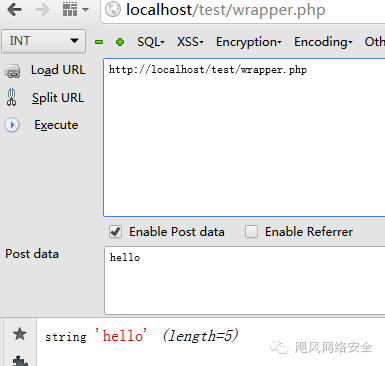 localhost/test/wrapper.php
INT SQL▾ XSS▾ Encryption▾ Encoding▾ Oth
Load URL http://localhost/test/wrapper.php
Split URL
Execute
Enable Post data Enable Referrer
Post data hello
string 'hello' (length=5)
飓风网络安全